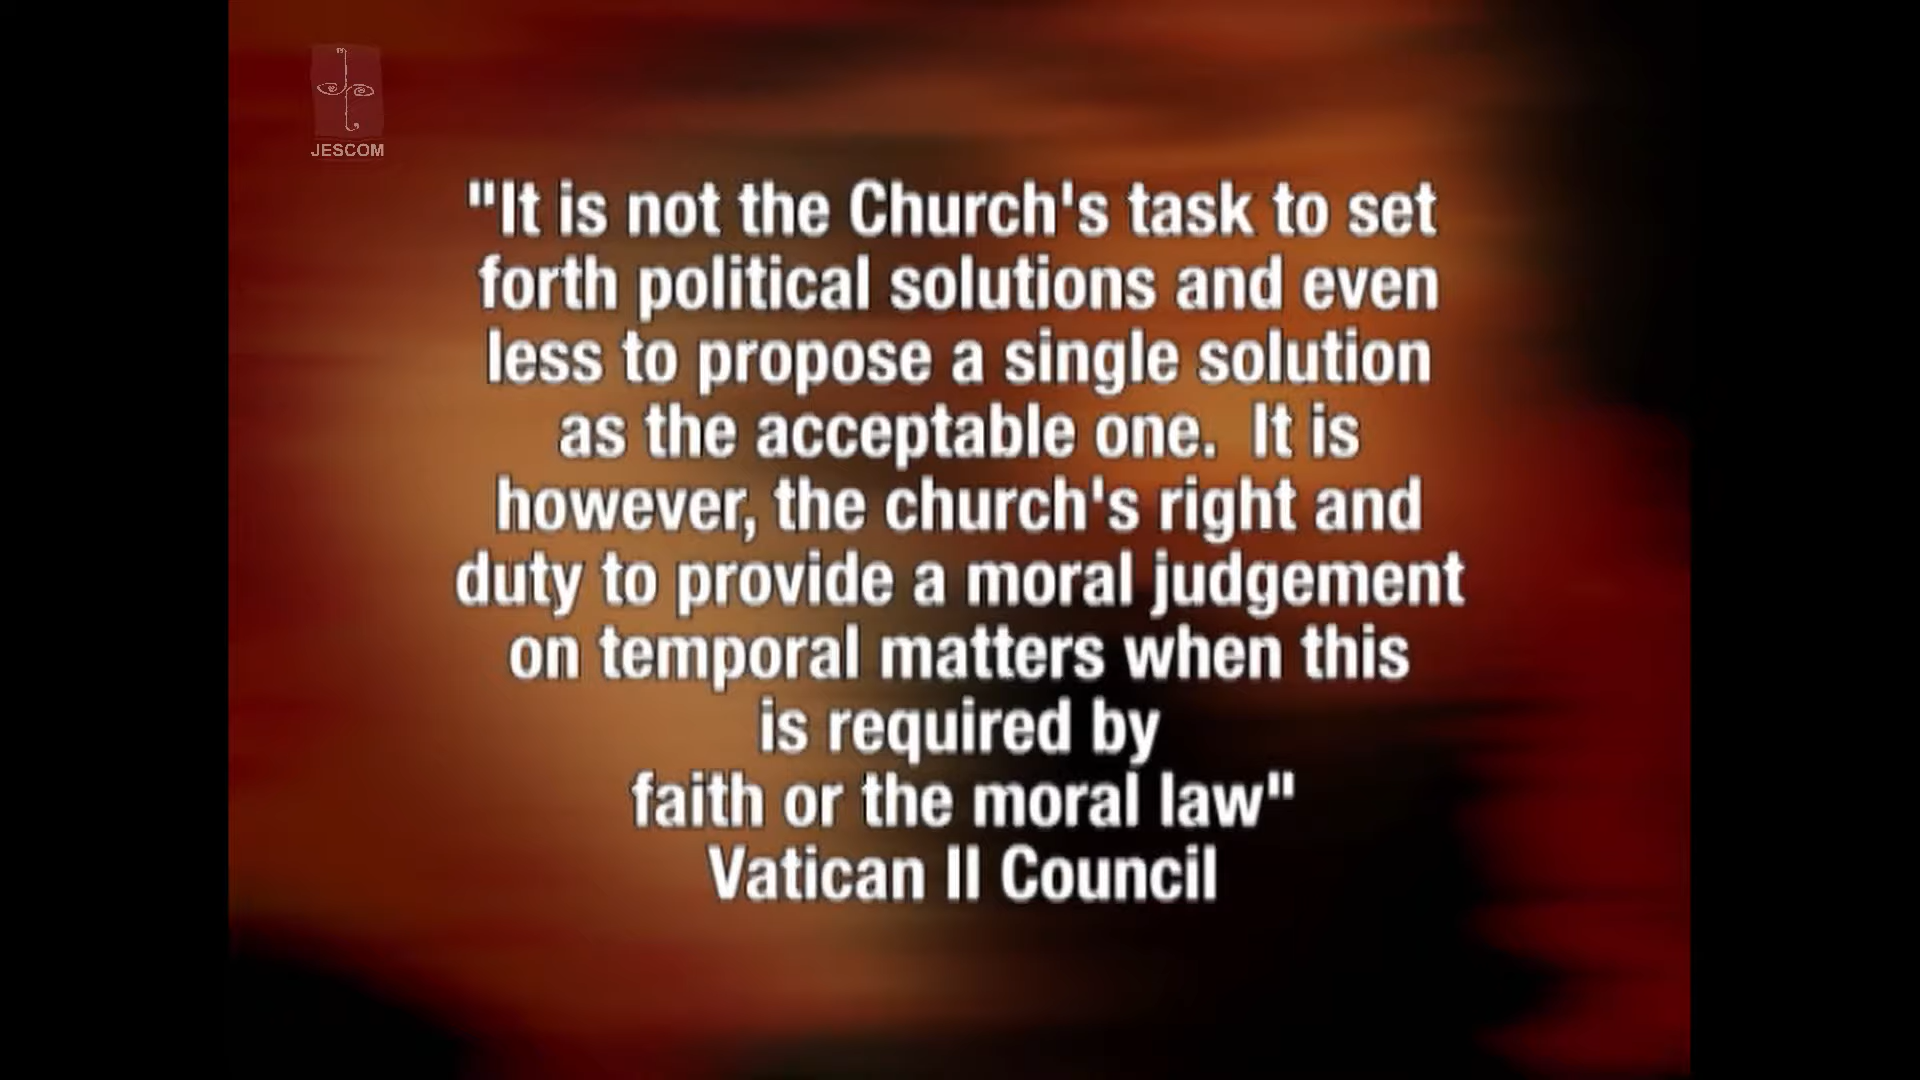 JESCOM
"It is not the Church's task to set
forth political solutions and even
less to propose a single solution
as the acceptable one.  It is
however, the church's right and
duty to provide a moral judgement
on temporal matters when this
is required by
faith or the moral law"
Vatican II Council